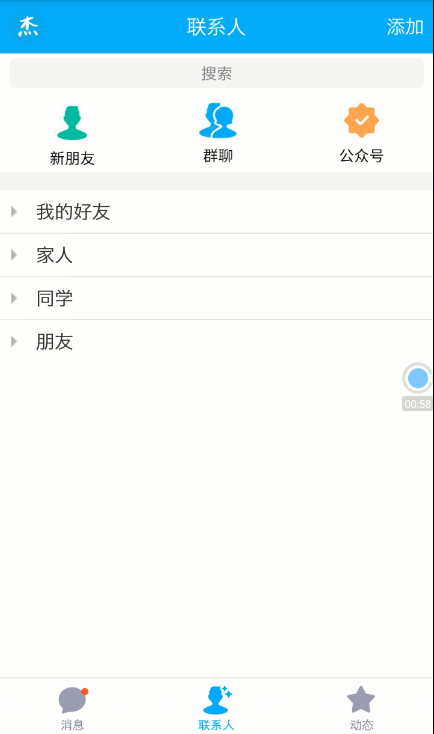 杰 联系人 添加
搜索
新朋友 群聊 公众号
我的好友
家人
同学
朋友
00:58
消息 联系人 动态